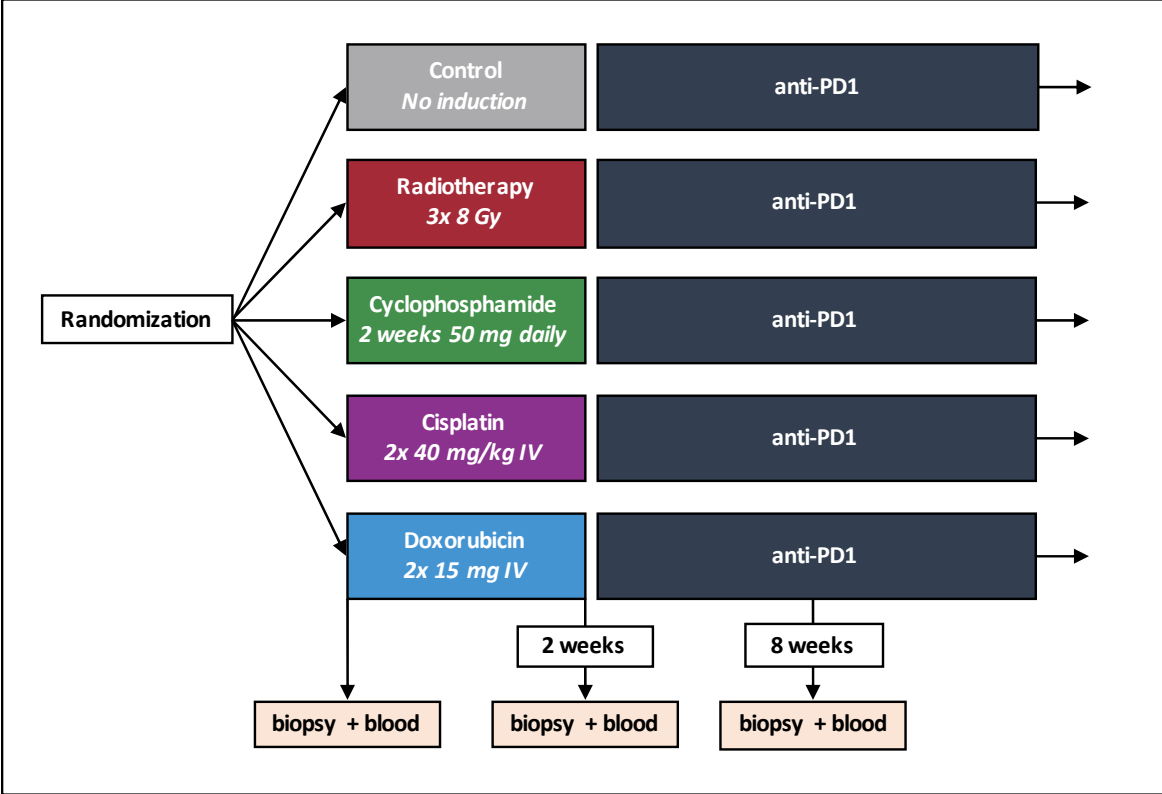 Control
No induction
anti-PD1
Radiotherapy
3x 8 Gy
anti-PD1
Randomization
Cyclophosphamide
2 weeks 50 mg daily
anti-PD1
Cisplatin
2x 40 mg/kg IV
anti-PD1
Doxorubicin
2x 15 mg IV
anti-PD1
2 weeks
8 weeks
biopsy + blood
biopsy + blood
biopsy + blood